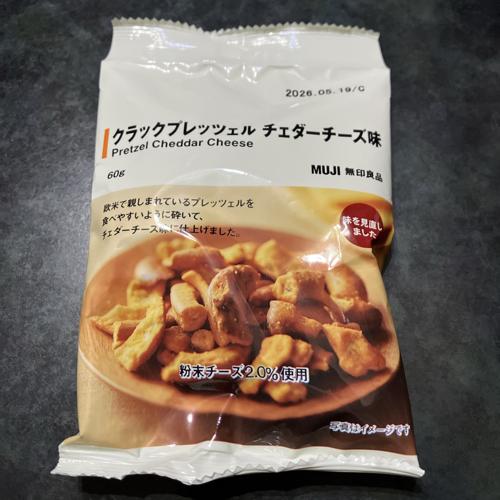 2026.05.19/C
クラックプレッツェル チェダーチーズ味
Pretzel Cheddar Cheese
60g
MUJI 無印良品
欧米で親しまれているプレッツェルを
食べやすいように砕いて、
チェダーチーズ味に仕上げました。
味を見直し
ました
粉末チーズ2.0%使用
写真はイメージです